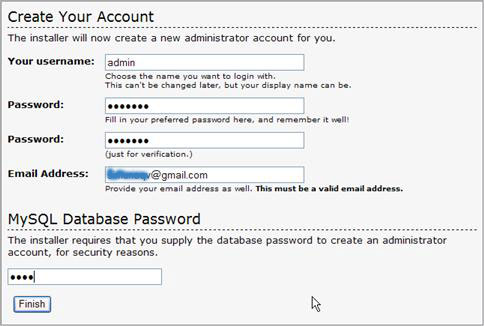 Create Your Account
The installer will now create a new administrator account for you.
Your username: admin
Choose the name you want to login with.
This can't be changed later, but your display name can be.
Password: •••••••
Fill in your preferred password here, and remember it well!
Password: •••••••
(just for verification.)
Email Address: @gmail.com
Provide your email address as well. This must be a valid email address.
MySQL Database Password
The installer requires that you supply the database password to create an administrator
account, for security reasons.
••••
Finish